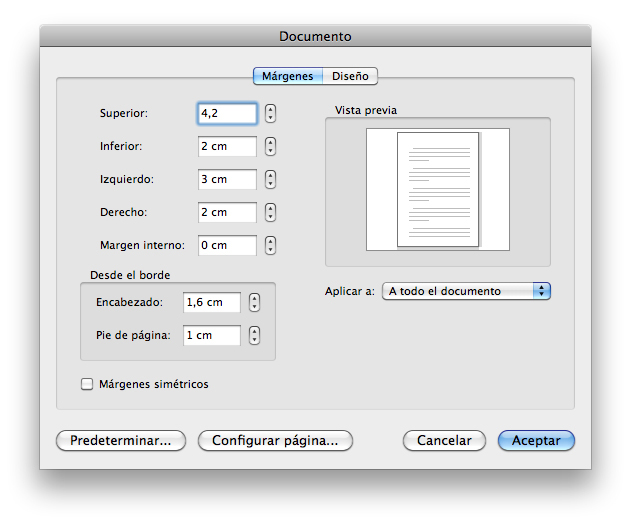 Documento
Márgenes Diseño
Superior: 4,2
Inferior: 2 cm
Izquierdo: 3 cm
Derecho: 2 cm
Margen interno: 0 cm
Desde el borde
Encabezado: 1,6 cm
Pie de página: 1 cm
Márgenes simétricos
Vista previa
Aplicar a: A todo el documento
Predeterminar... Configurar página... Cancelar Aceptar